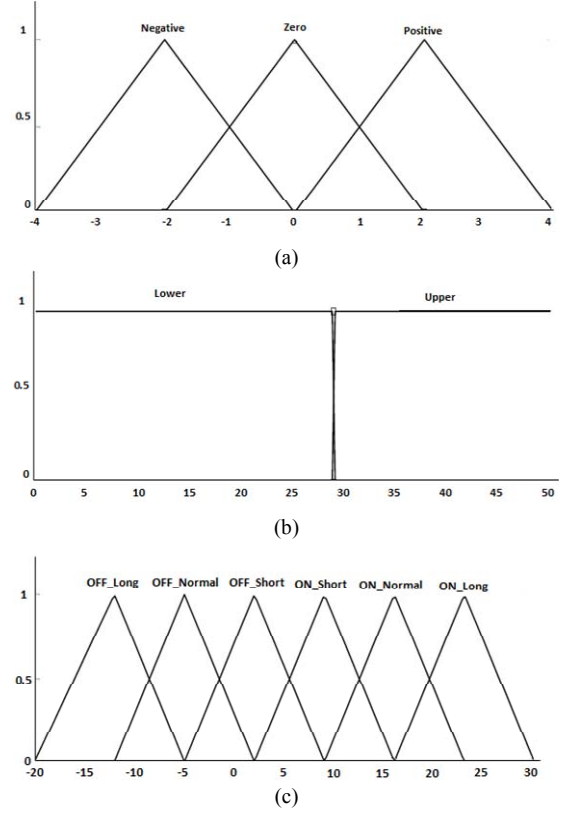 Negative Zero Positive
1
0.5
0
-4 -3 -2 -1 0 1 2 3 4
(a)
Lower Upper
1
0.5
0
0 5 10 15 20 25 30 35 40 45 50
(b)
OFF_Long OFF_Normal OFF_Short ON_Short ON_Normal ON_Long
1
0.5
0
-20 -15 -10 -5 0 5 10 15 20 25 30
(c)